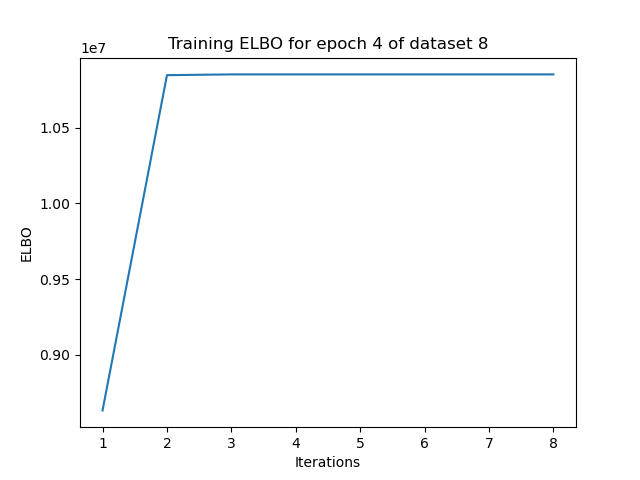 Training ELBO for epoch 4 of dataset 8
1e7
1.05
1.00
0.95
0.90
ELBO
1 2 3 4 5 6 7 8
Iterations